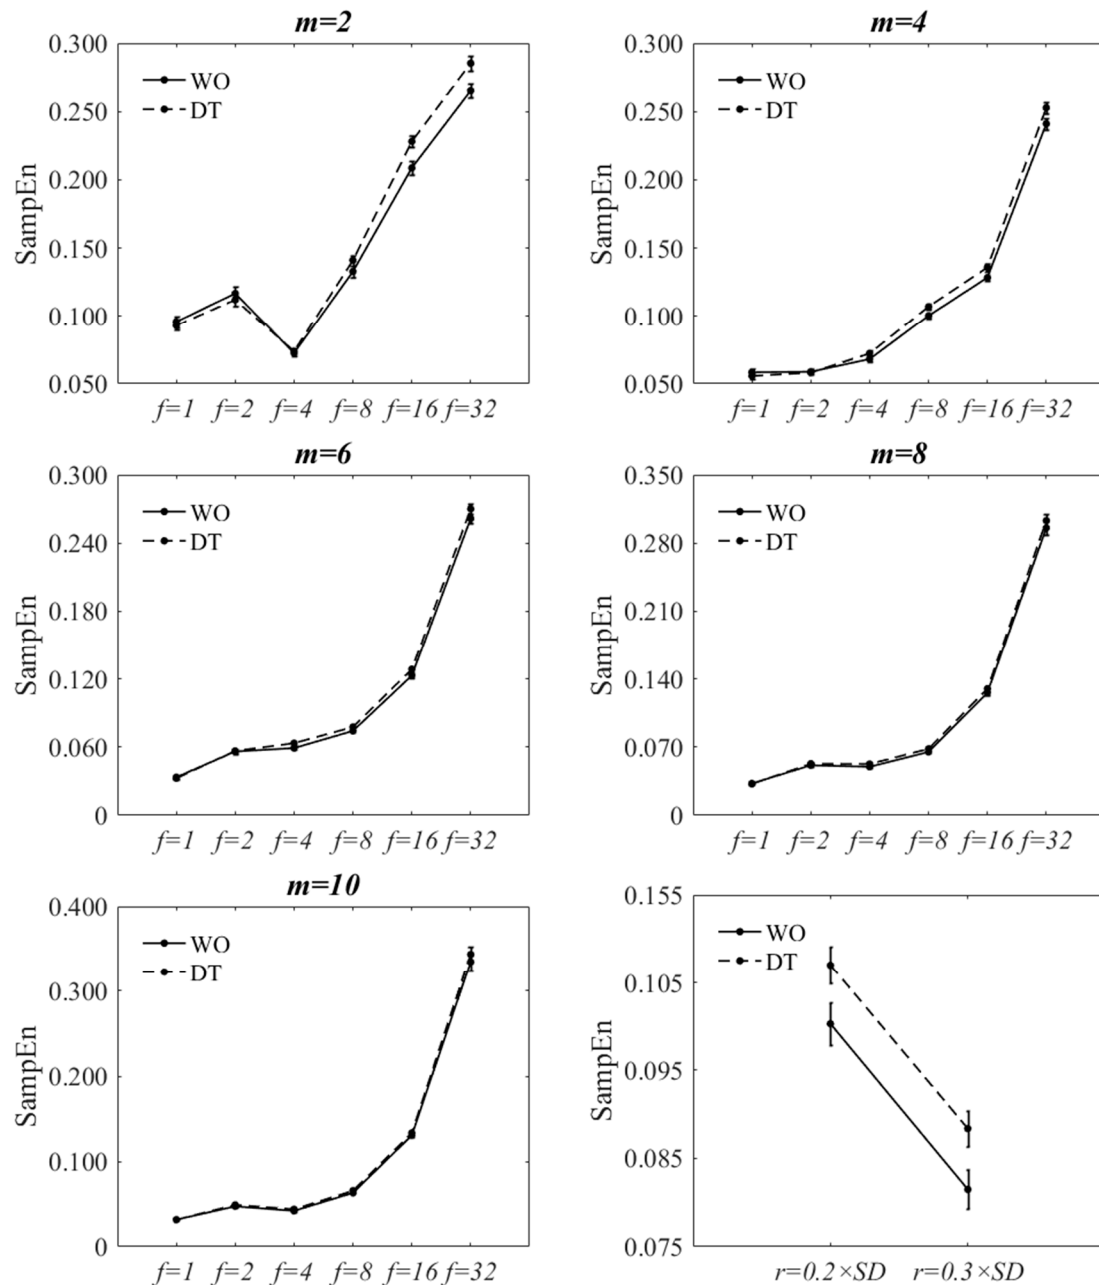 m=2
0.300
0.250
0.200
0.150
0.100
0.050
SampEn
WO
DT
f=1 f=2 f=4 f=8 f=16 f=32
m=4
0.300
0.250
0.200
0.150
0.100
0.050
SampEn
WO
DT
f=1 f=2 f=4 f=8 f=16 f=32
m=6
0.300
0.240
0.180
0.120
0.060
0
SampEn
WO
DT
f=1 f=2 f=4 f=8 f=16 f=32
m=8
0.350
0.280
0.210
0.140
0.070
0
SampEn
WO
DT
f=1 f=2 f=4 f=8 f=16 f=32
m=10
0.400
0.300
0.200
0.100
0.050
0
SampEn
WO
DT
f=1 f=2 f=4 f=8 f=16 f=32
0.155
0.105
0.095
0.085
0.075
SampEn
WO
DT
r=0.2×SD r=0.3×SD